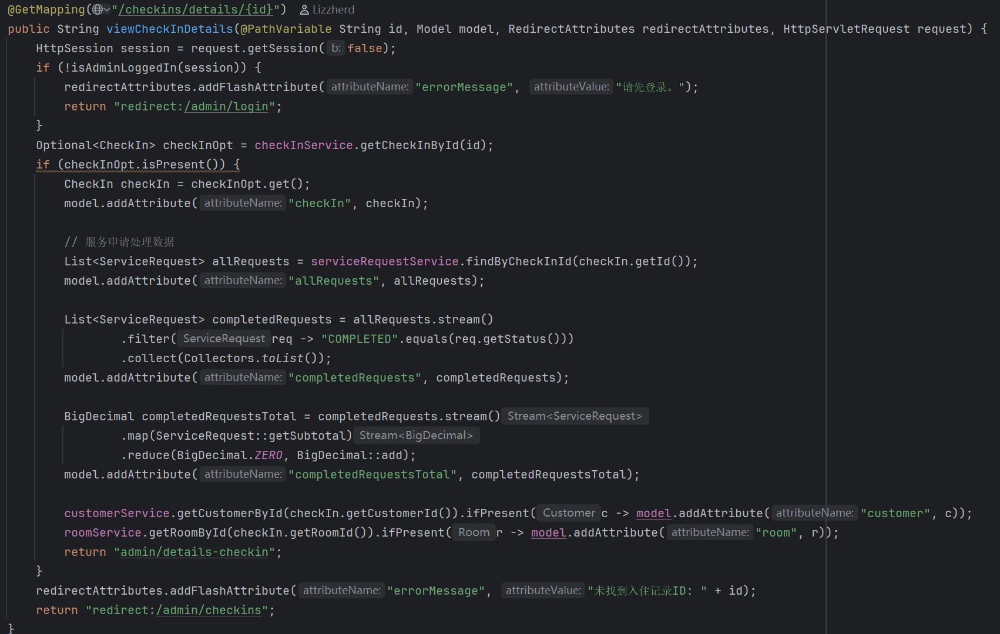 @GetMapping("/checkins/details/{id}") Lizzherd
public String viewCheckInDetails(@PathVariable String id, Model model, RedirectAttributes redirectAttributes, HttpServletRequest request) {
HttpSession session = request.getSession( b: false);
if (!isAdminLoggedIn(session)) {
redirectAttributes.addFlashAttribute( attributeName: "errorMessage", attributeValue: "请先登录。");
return "redirect:/admin/login";
}
Optional<CheckIn> checkInOpt = checkInService.getCheckInById(id);
if (checkInOpt.isPresent()) {
CheckIn checkIn = checkInOpt.get();
model.addAttribute( attributeName: "checkIn", checkIn);
// 服务申请处理数据
List<ServiceRequest> allRequests = serviceRequestService.findByCheckInId(checkIn.getId());
model.addAttribute( attributeName: "allRequests", allRequests);
List<ServiceRequest> completedRequests = allRequests.stream()
.filter( ServiceRequest req -> "COMPLETED".equals(req.getStatus()))
.collect(Collectors.toList());
model.addAttribute( attributeName: "completedRequests", completedRequests);
BigDecimal completedRequestsTotal = completedRequests.stream() Stream<ServiceRequest>
.map(ServiceRequest::getSubtotal) Stream<BigDecimal>
.reduce(BigDecimal.ZERO, BigDecimal::add);
model.addAttribute( attributeName: "completedRequestsTotal", completedRequestsTotal);
customerService.getCustomerById(checkIn.getCustomerId()).ifPresent( Customer c -> model.addAttribute( attributeName: "customer", c));
roomService.getRoomById(checkIn.getRoomId()).ifPresent( Room r -> model.addAttribute( attributeName: "room", r));
return "admin/details-checkin";
}
redirectAttributes.addFlashAttribute( attributeName: "errorMessage", attributeValue: "未找到入住记录ID: " + id);
return "redirect:/admin/checkins";
}